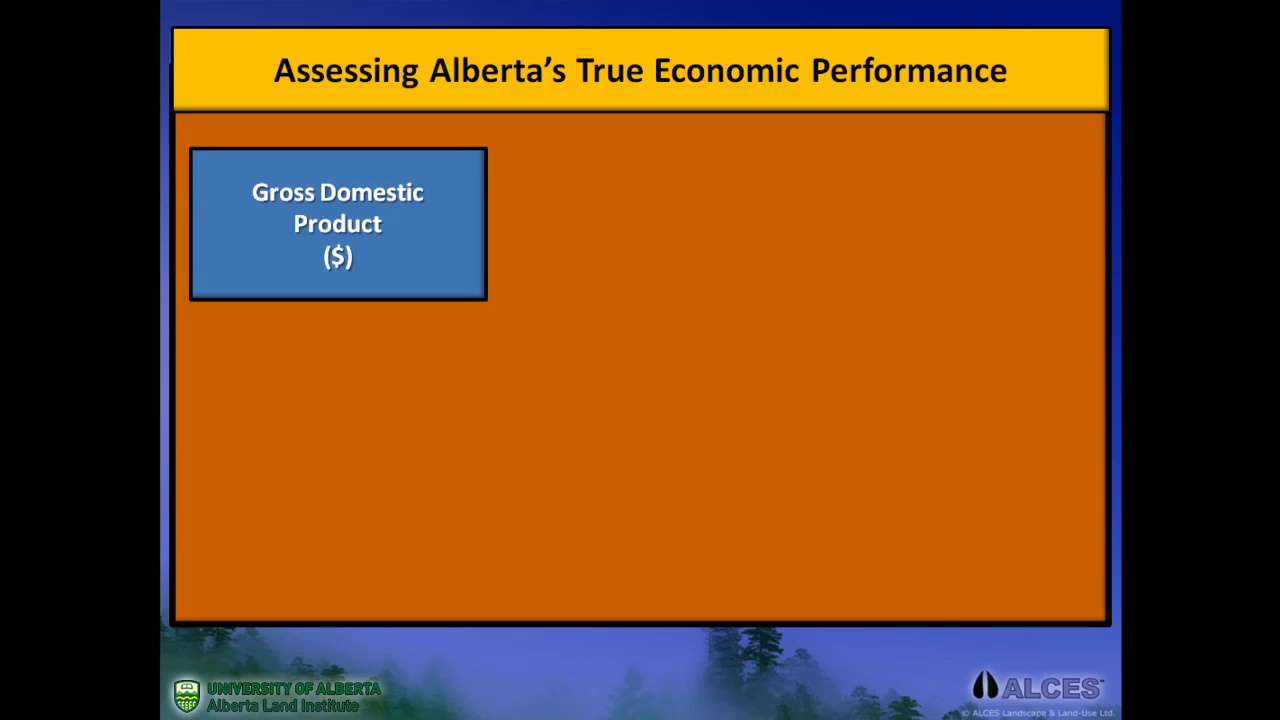 Assessing Alberta’s True Economic Performance
Gross Domestic
Product
($)
UNIVERSITY OF ALBERTA
Alberta Land Institute
ALCES™
© ALCES Landscape & Land-Use Ltd.